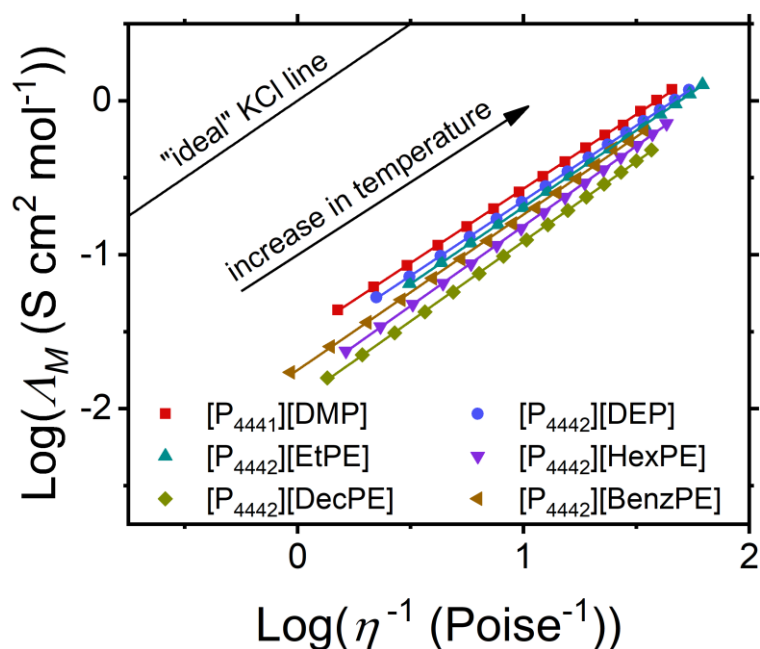 Log(Λ_M (S cm² mol⁻¹))
0
-1
-2
"ideal" KCl line
increase in temperature
[P₄₄₄₁][DMP]
[P₄₄₄₂][DEP]
[P₄₄₄₂][EtPE]
[P₄₄₄₂][HexPE]
[P₄₄₄₂][DecPE]
[P₄₄₄₂][BenzPE]
0
1
2
Log(η⁻¹ (Poise⁻¹))